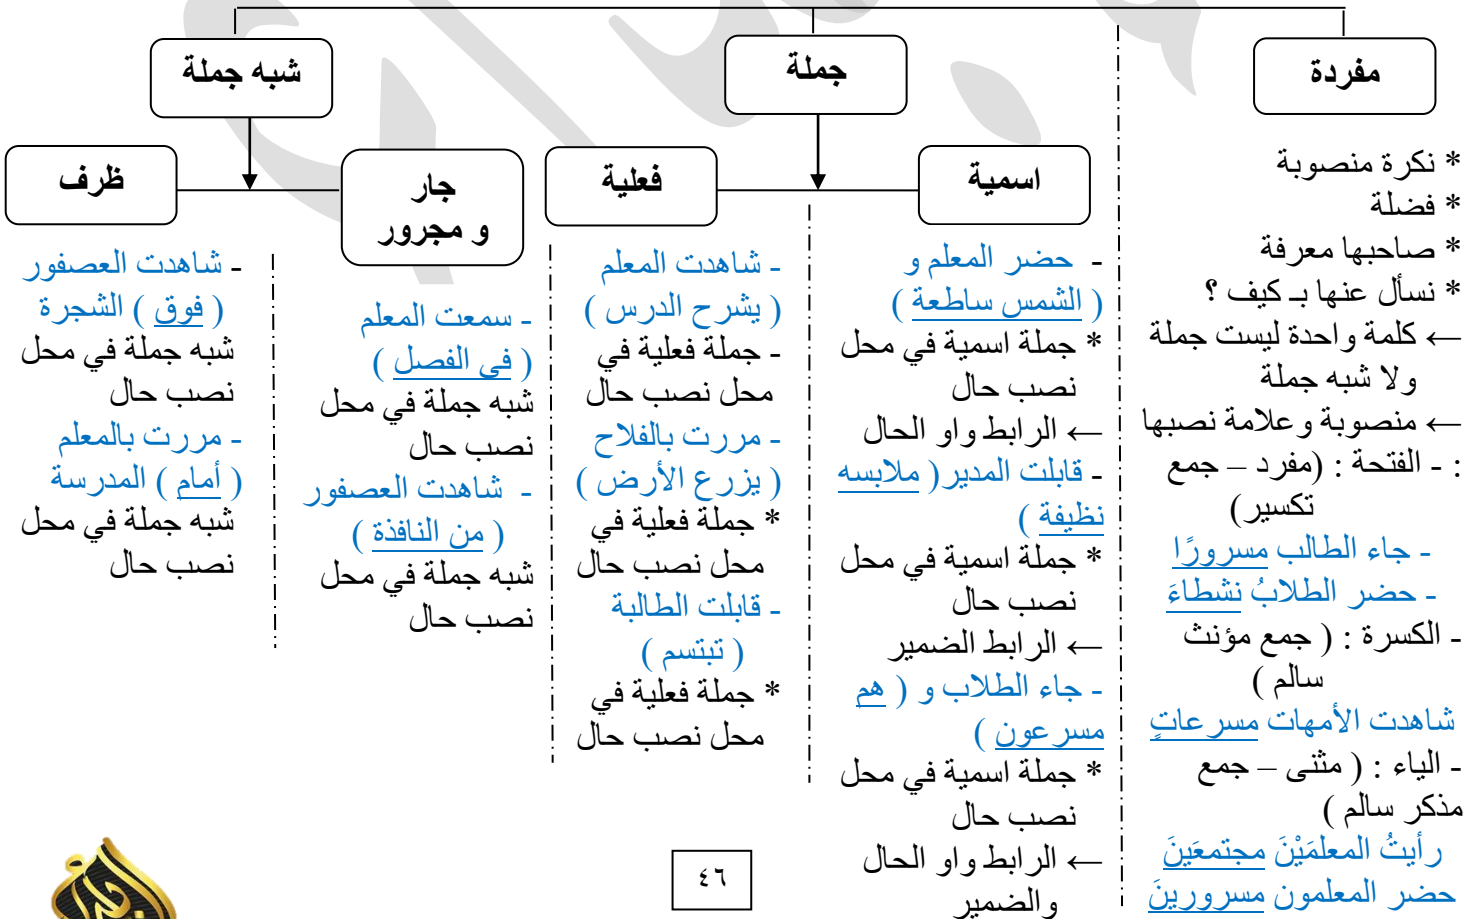 مفردة
جملة
شبه جملة
* نكرة منصوبة
* فضلة
* صاحبها معرفة
* نسأل عنها بـ كيف ؟
← كلمة واحدة ليست جملة
ولا شبه جملة
← منصوبة وعلامة نصبها
: - الفتحة : (مفرد – جمع
تكسير)
- جاء الطالب مسرورًا
- حضر الطلابُ نشطاءَ
- الكسرة : ( جمع مؤنث
سالم )
شاهدت الأمهات مسرعاتٍ
- الياء : ( مثنى – جمع
مذكر سالم )
رأيتُ المعلمَيْنَ مجتمعَينَ
حضر المعلمون مسرورينَ
اسمية
- حضر المعلم و
( الشمس ساطعة )
* جملة اسمية في محل
نصب حال
← الرابط واو الحال
- قابلت المدير( ملابسه
نظيفة )
* جملة اسمية في محل
نصب حال
← الرابط الضمير
- جاء الطلاب و ( هم
مسرعون )
* جملة اسمية في محل
نصب حال
← الرابط واو الحال
والضمير
فعلية
- شاهدت المعلم
( يشرح الدرس )
- جملة فعلية في
محل نصب حال
- مررت بالفلاح
( يزرع الأرض )
* جملة فعلية في
محل نصب حال
- قابلت الطالبة
( تبتسم )
* جملة فعلية في
محل نصب حال
جار
و مجرور
- سمعت المعلم
( في الفصل )
شبه جملة في محل
نصب حال
- شاهدت العصفور
( من النافذة )
شبه جملة في محل
نصب حال
ظرف
- شاهدت العصفور
( فوق ) الشجرة
شبه جملة في محل
نصب حال
- مررت بالمعلم
( أمام ) المدرسة
شبه جملة في محل
نصب حال
٤٦